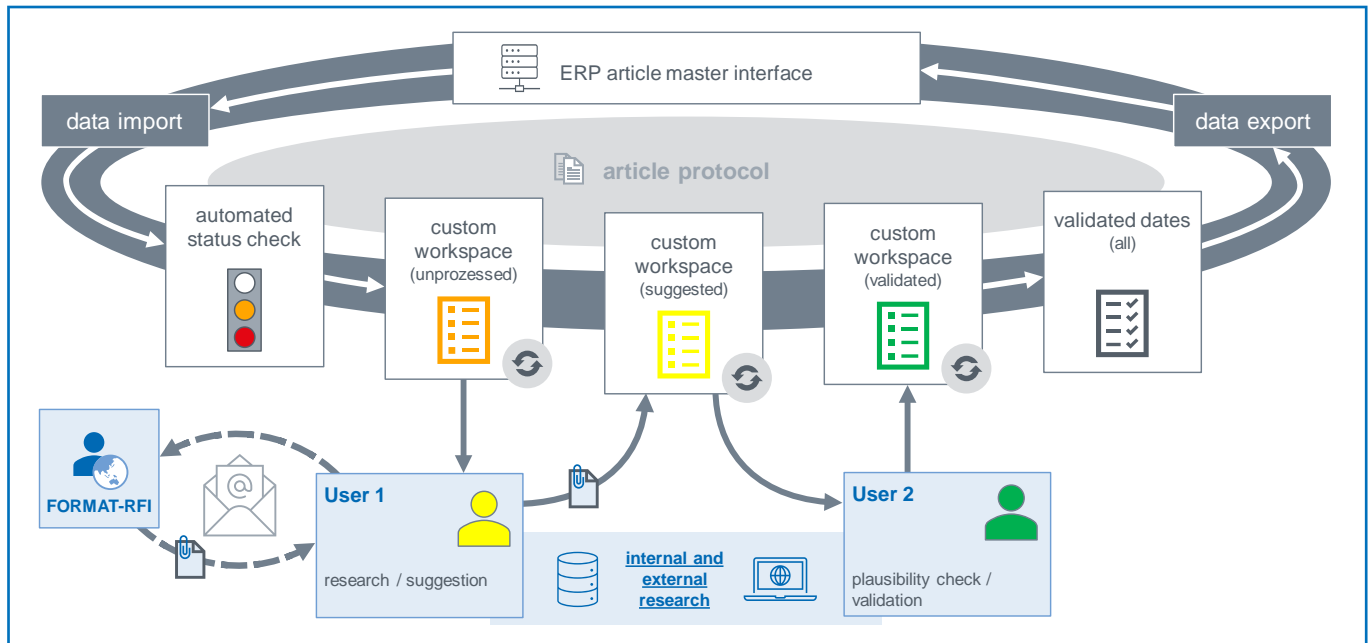 ERP article master interface
data import
data export
article protocol
automated
status check
custom
workspace
(unprozessed)
custom
workspace
(suggested)
custom
workspace
(validated)
validated dates
(all)
FORMAT-RFI
@
User 1
research / suggestion
internal and
external
research
User 2
plausibility check /
validation